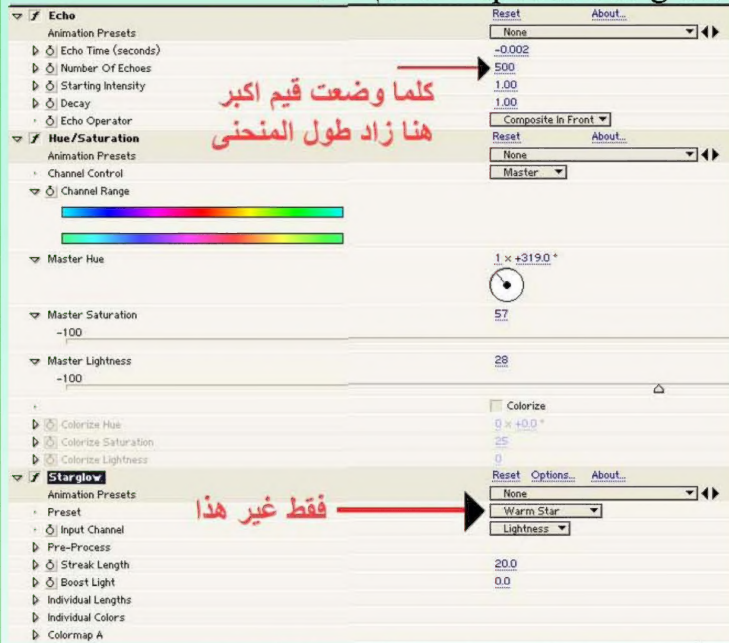 Echo Reset About...
Animation Presets None
Echo Time (seconds) -0.002
Number Of Echoes 500
Starting Intensity 1.00
Decay 1.00
Echo Operator Composite In Front
كلما وضعت قيم اكبر
هنا زاد طول المنحنى
Hue/Saturation Reset About...
Animation Presets None
Channel Control Master
Channel Range
Master Hue 1 x +319.0 °
Master Saturation 57
-100
Master Lightness 28
-100
Colorize
Colorize Hue 0 x +0.0 °
Colorize Saturation 25
Colorize Lightness 0
Starglow Reset Options... About...
Animation Presets None
فقط غير هذا
Preset Warm Star
Input Channel Lightness
Pre-Process
Streak Length 20.0
Boost Light 0.0
Individual Lengths
Individual Colors
Colormap A